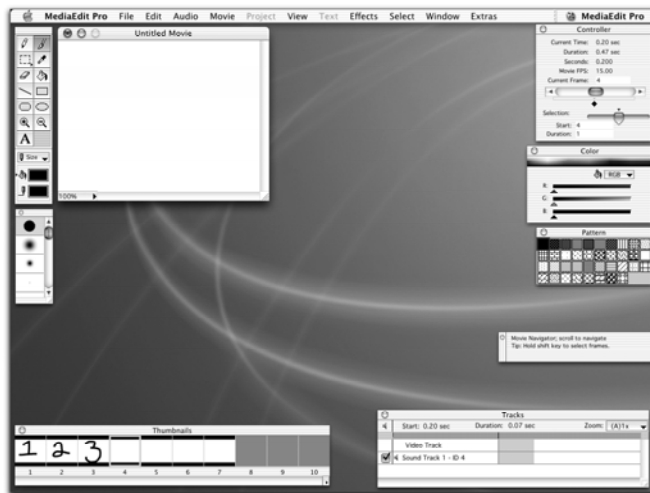 MediaEdit Pro File Edit Audio Movie Project View Text Effects Select Window Extras MediaEdit Pro
Untitled Movie
A
Size
100%
Controller
Current Time: 0.20 sec
Duration: 0.47 sec
Seconds: 0.200
Movie FPS: 15.00
Current Frame: 4
Selection:
Start: 4
Duration: 1
Color
RGB
R:
G:
B:
Pattern
Movie Navigator; scroll to navigate
Tip: Hold shift key to select frames.
Thumbnails
1 2 3
1 2 3 4 5 6 7 8 9 10
Tracks
Start: 0.20 sec Duration: 0.07 sec Zoom: (A)1x
Video Track
Sound Track 1 - ID 4